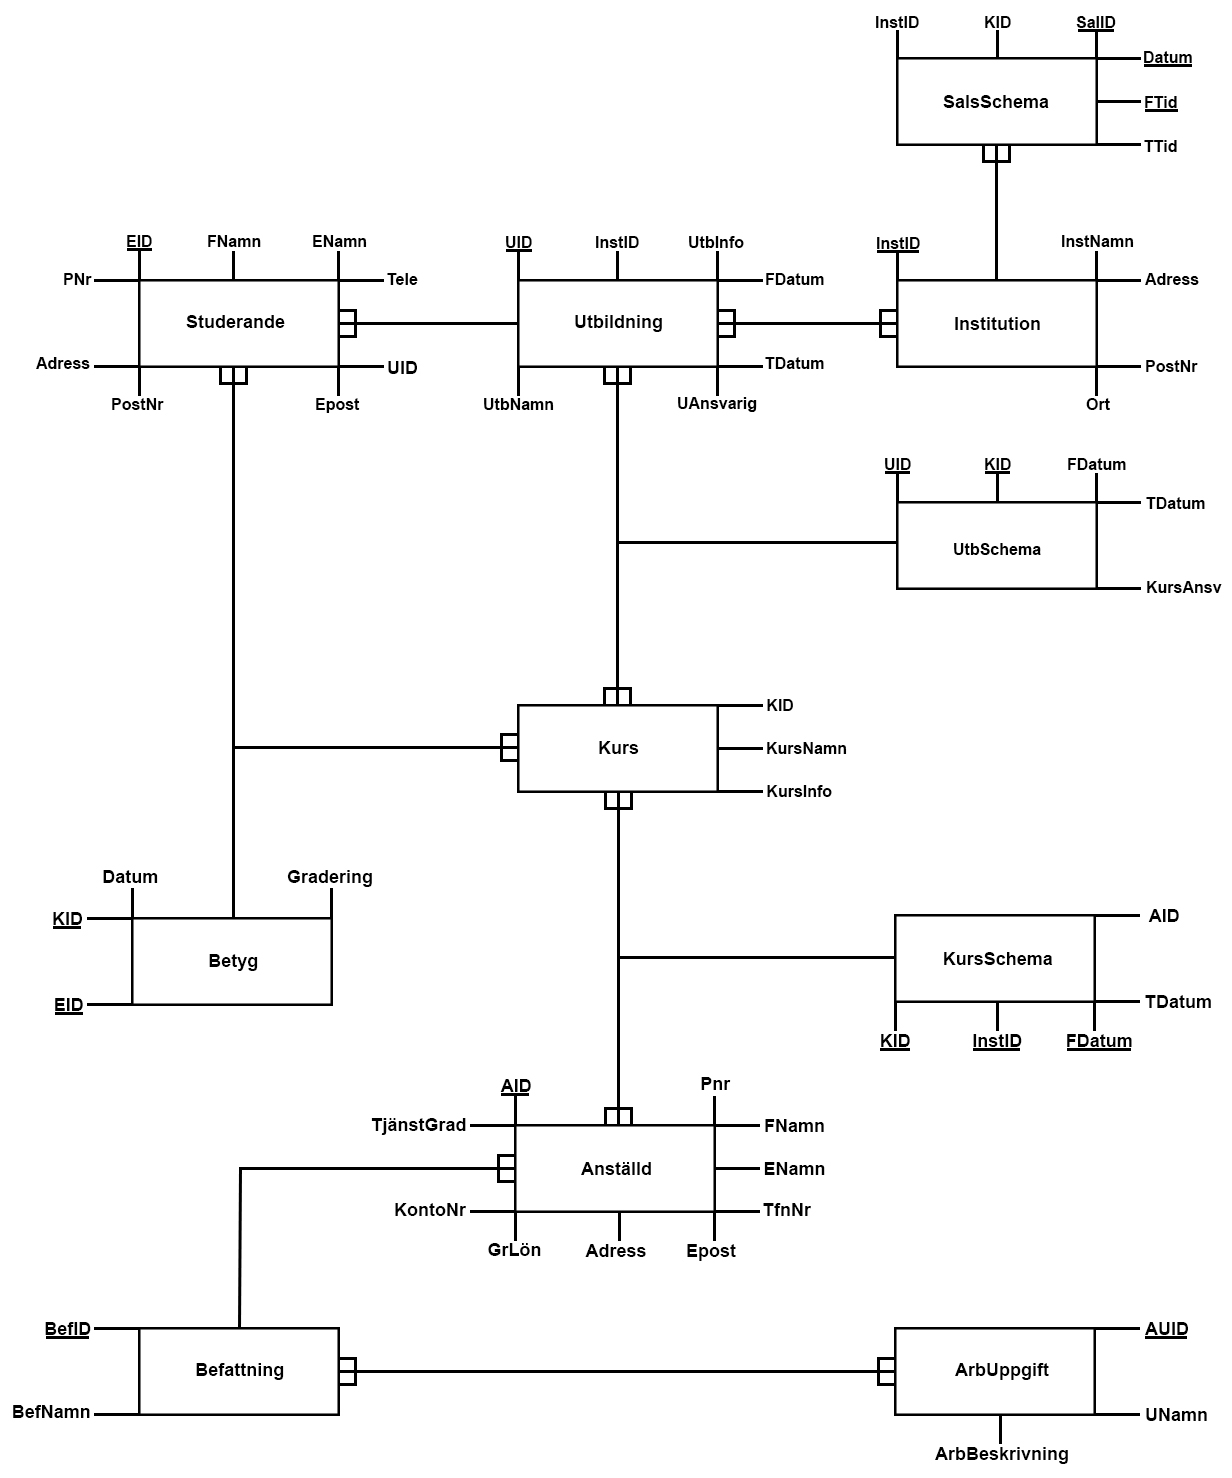 InstID KID SalID
Datum
SalsSchema
FTid
TTid
EID FNamn ENamn
PNr Tele
Studerande
Adress UID
PostNr Epost
UID InstID UtbInfo
FDatum
Utbildning
TDatum
UtbNamn UAnsvarig
InstID InstNamn
Adress
Institution
PostNr
Ort
UID KID FDatum
TDatum
UtbSchema
KursAnsv
KID
Kurs KursNamn
KursInfo
Datum Gradering
KID
Betyg
EID
AID
KursSchema
TDatum
KID InstID FDatum
AID Pnr
TjänstGrad FNamn
Anställd ENamn
KontoNr TfnNr
GrLön Adress Epost
BefID
Befattning
BefNamn
AUID
ArbUppgift
UNamn
ArbBeskrivning